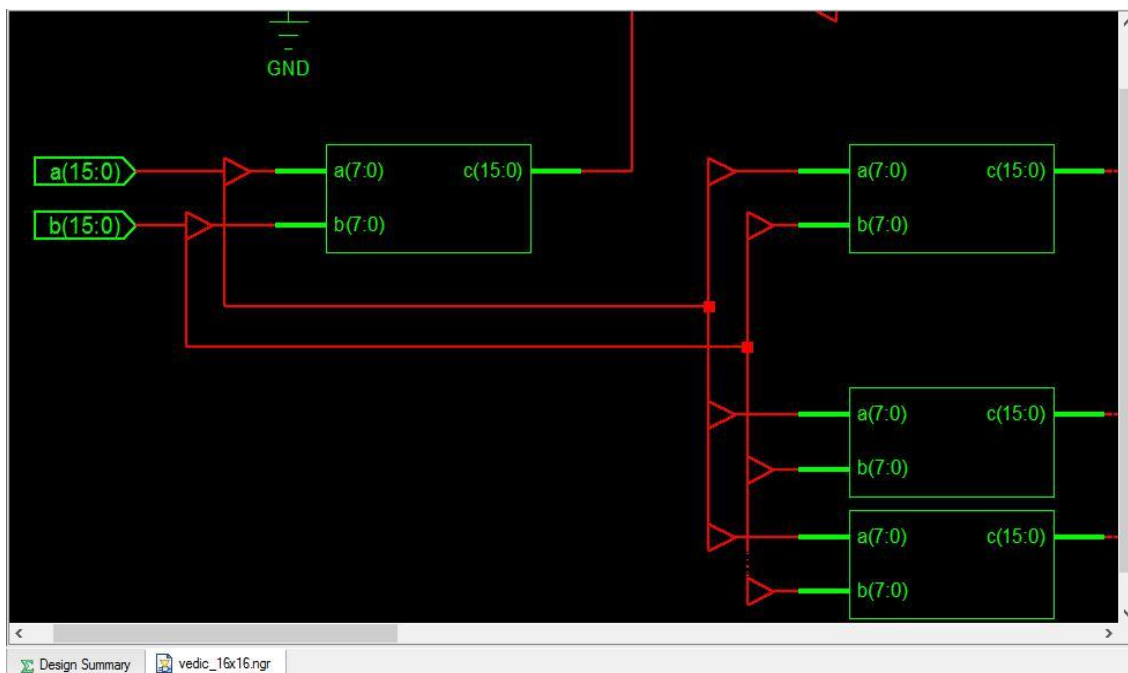 GND
a(15:0)
a(7:0) c(15:0)
a(7:0) c(15:0)
b(15:0)
b(7:0)
b(7:0)
a(7:0) c(15:0)
b(7:0)
a(7:0) c(15:0)
b(7:0)
Design Summary
vedic_16x16.ngr